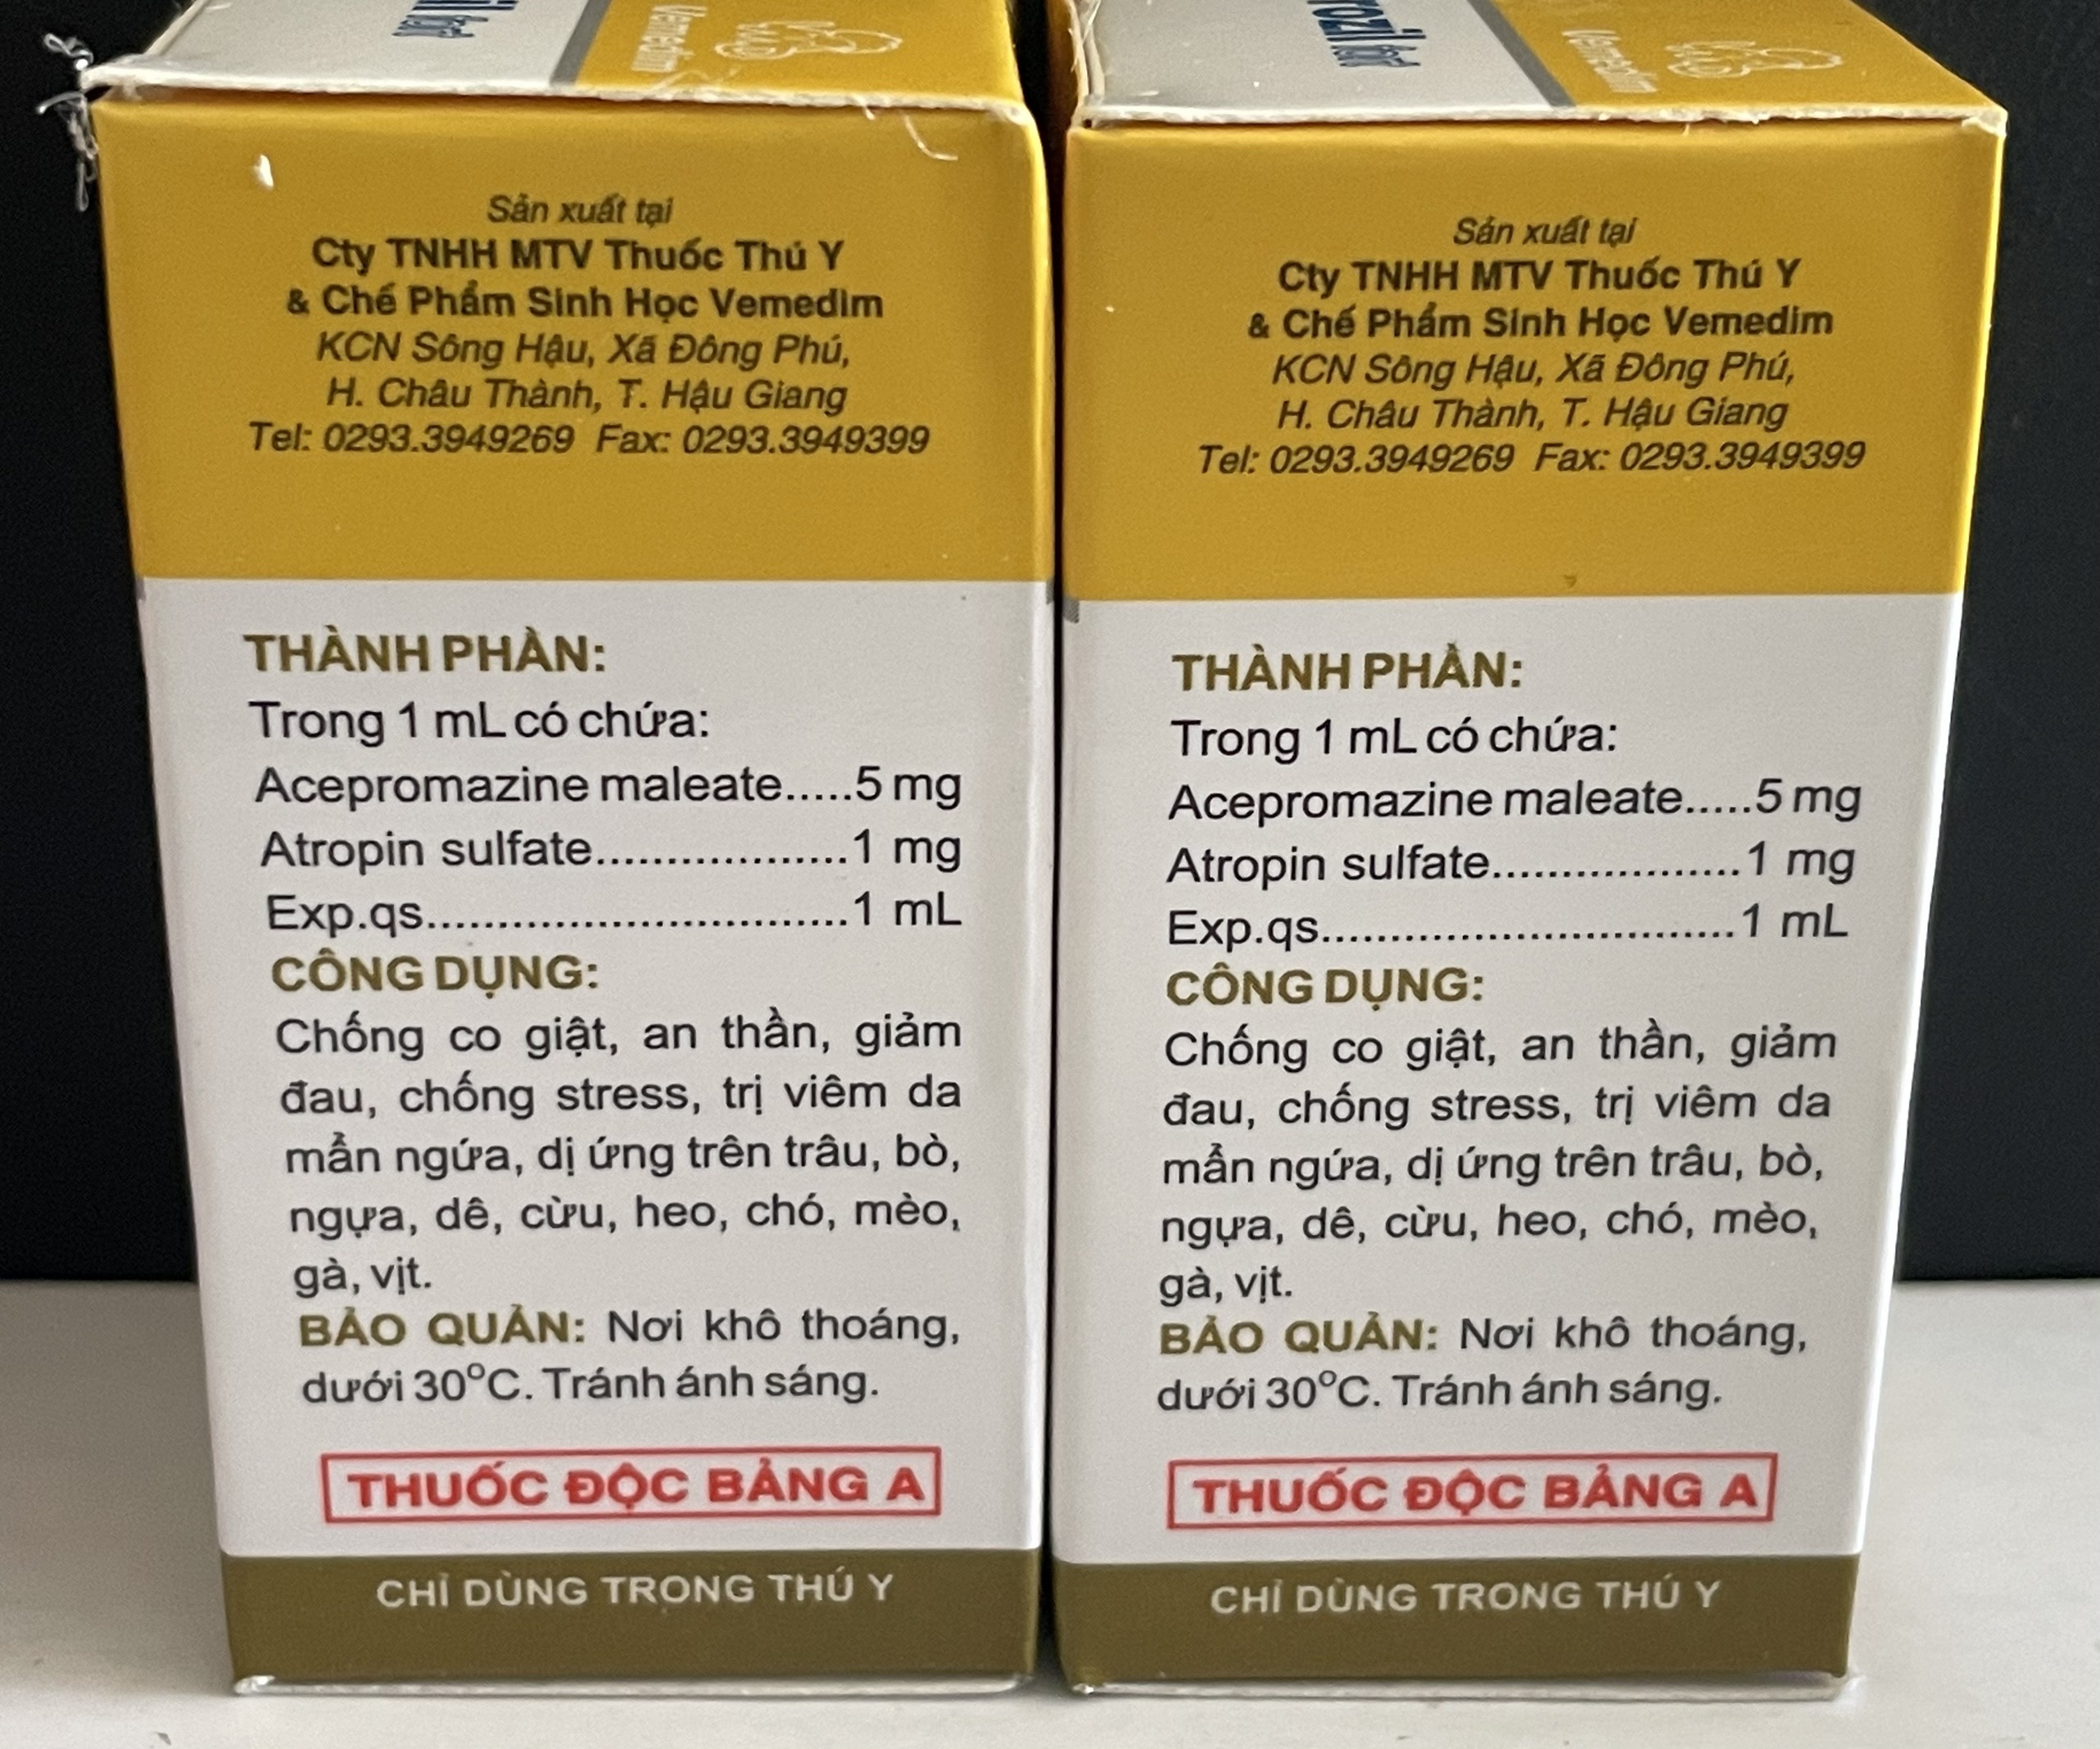 Vemedim
Sản xuất tại
Cty TNHH MTV Thuốc Thú Y
& Chế Phẩm Sinh Học Vemedim
KCN Sông Hậu, Xã Đông Phú,
H. Châu Thành, T. Hậu Giang
Tel: 0293.3949269 Fax: 0293.3949399
THÀNH PHẦN:
Trong 1 mL có chứa:
Acepromazine maleate.....5 mg
Atropin sulfate..................1 mg
Exp.qs..............................1 mL
CÔNG DỤNG:
Chống co giật, an thần, giảm
đau, chống stress, trị viêm da
mẩn ngứa, dị ứng trên trâu, bò,
ngựa, dê, cừu, heo, chó, mèo,
gà, vịt.
BẢO QUẢN: Nơi khô thoáng,
dưới 30°C. Tránh ánh sáng.
THUỐC ĐỘC BẢNG A
CHỈ DÙNG TRONG THÚ Y
Vemedim
Sản xuất tại
Cty TNHH MTV Thuốc Thú Y
& Chế Phẩm Sinh Học Vemedim
KCN Sông Hậu, Xã Đông Phú,
H. Châu Thành, T. Hậu Giang
Tel: 0293.3949269 Fax: 0293.3949399
THÀNH PHẦN:
Trong 1 mL có chứa:
Acepromazine maleate.....5 mg
Atropin sulfate..................1 mg
Exp.qs..............................1 mL
CÔNG DỤNG:
Chống co giật, an thần, giảm
đau, chống stress, trị viêm da
mẩn ngứa, dị ứng trên trâu, bò,
ngựa, dê, cừu, heo, chó, mèo,
gà, vịt.
BẢO QUẢN: Nơi khô thoáng,
dưới 30°C. Tránh ánh sáng.
THUỐC ĐỘC BẢNG A
CHỈ DÙNG TRONG THÚ Y